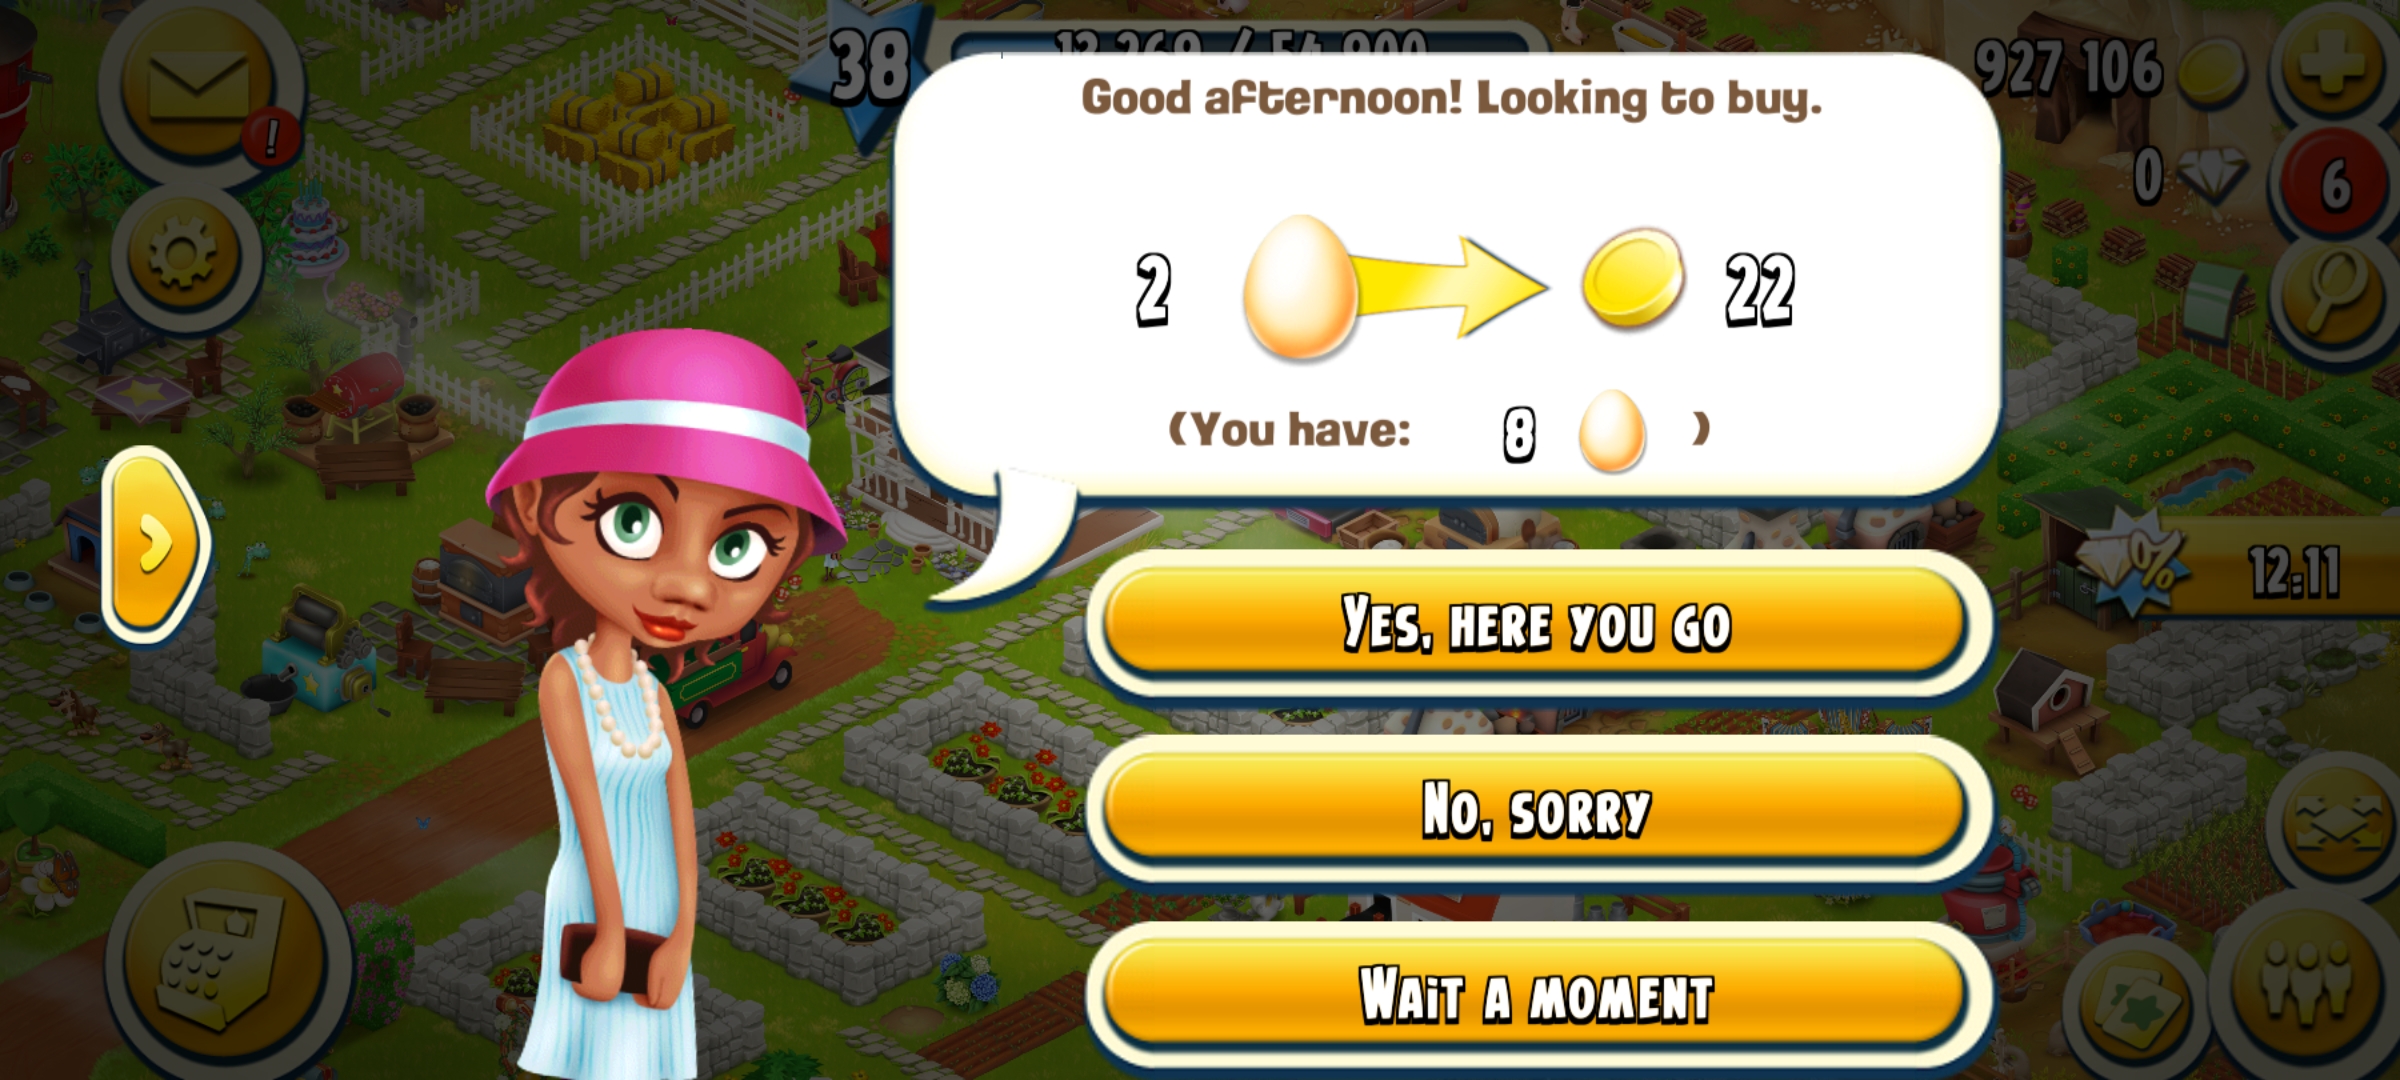 38
927 106
Good afternoon! Looking to buy.
0
6
!
2
22
(You have: 8 )
%
12:11
Yes, here you go
No, sorry
Wait a moment